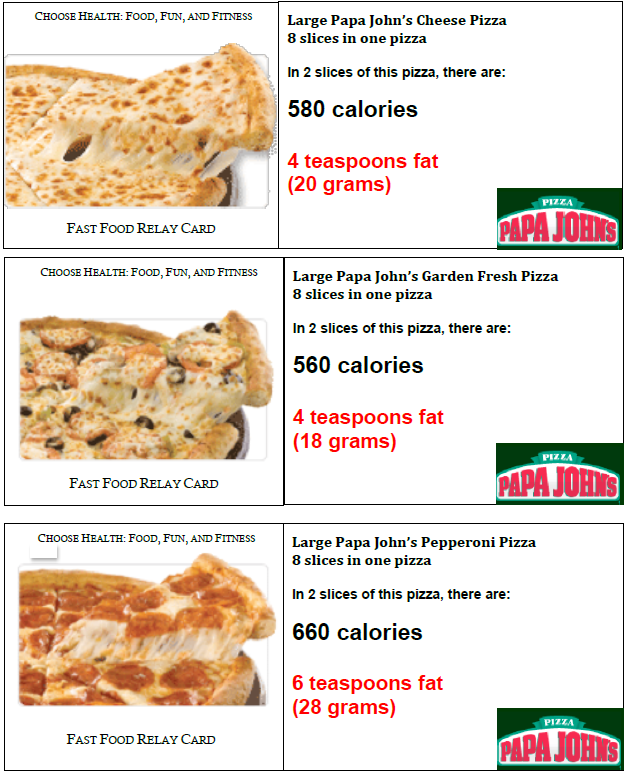 CHOOSE HEALTH: FOOD, FUN, AND FITNESS
FAST FOOD RELAY CARD
Large Papa John's Cheese Pizza
8 slices in one pizza
In 2 slices of this pizza, there are:
580 calories
4 teaspoons fat
(20 grams)
PIZZA
PAPA JOHNS
CHOOSE HEALTH: FOOD, FUN, AND FITNESS
FAST FOOD RELAY CARD
Large Papa John's Garden Fresh Pizza
8 slices in one pizza
In 2 slices of this pizza, there are:
560 calories
4 teaspoons fat
(18 grams)
PIZZA
PAPA JOHNS
CHOOSE HEALTH: FOOD, FUN, AND FITNESS
FAST FOOD RELAY CARD
Large Papa John's Pepperoni Pizza
8 slices in one pizza
In 2 slices of this pizza, there are:
660 calories
6 teaspoons fat
(28 grams)
PIZZA
PAPA JOHNS